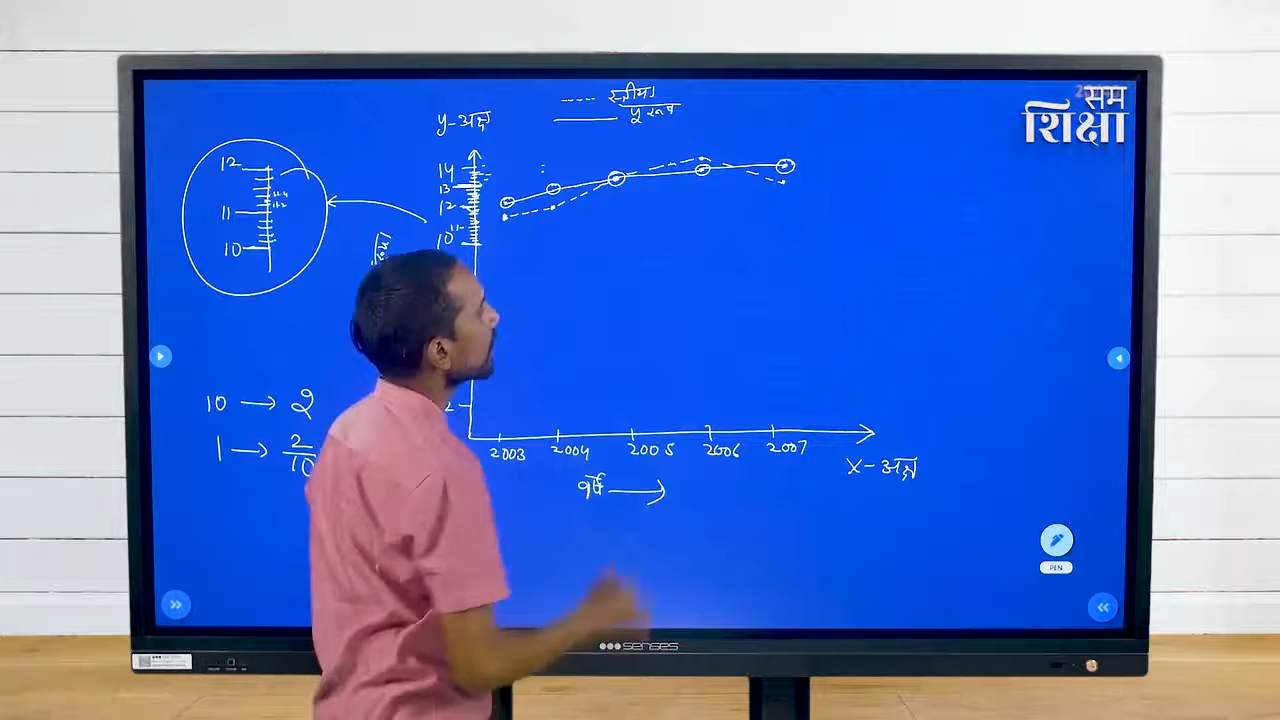 ---- स्त्रीया
—— पुरुष
y-अक्ष
सम
शिक्षा
14
13
12
11
10
12
11
10
10 → 2
1 → 2/10
2003 2004 2005 2006 2007
x-अक्ष
वर्ष →
PEN
senses